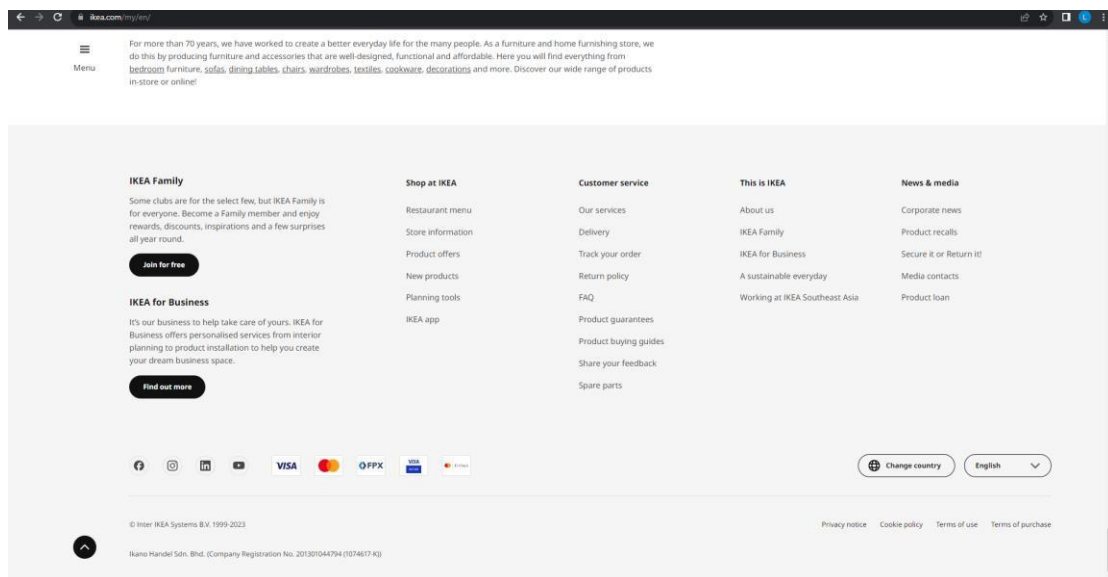 ikea.com/my/en/
L
Menu
For more than 70 years, we have worked to create a better everyday life for the many people. As a furniture and home furnishing store, we
do this by producing furniture and accessories that are well-designed, functional and affordable. Here you will find everything from
bedroom furniture, sofas, dining tables, chairs, wardrobes, textiles, cookware, decorations and more. Discover our wide range of products
in-store or online!
IKEA Family
Some clubs are for the select few, but IKEA Family is
for everyone. Become a Family member and enjoy
rewards, discounts, inspirations and a few surprises
all year round.
Join for free
IKEA for Business
It's our business to help take care of yours. IKEA for
Business offers personalised services from interior
planning to product installation to help you create
your dream business space.
Find out more
Shop at IKEA
Restaurant menu
Store information
Product offers
New products
Planning tools
IKEA app
Customer service
Our services
Delivery
Track your order
Return policy
FAQ
Product guarantees
Product buying guides
Share your feedback
Spare parts
This is IKEA
About us
IKEA Family
IKEA for Business
A sustainable everyday
Working at IKEA Southeast Asia
News & media
Corporate news
Product recalls
Secure it or Return it!
Media contacts
Product loan
VISA
FPX
VISA
Change country
English
© Inter IKEA Systems B.V. 1999-2023
Privacy notice Cookie policy Terms of use Terms of purchase
Ikano Handel Sdn. Bhd. (Company Registration No. 201301044794 (1074617-K))